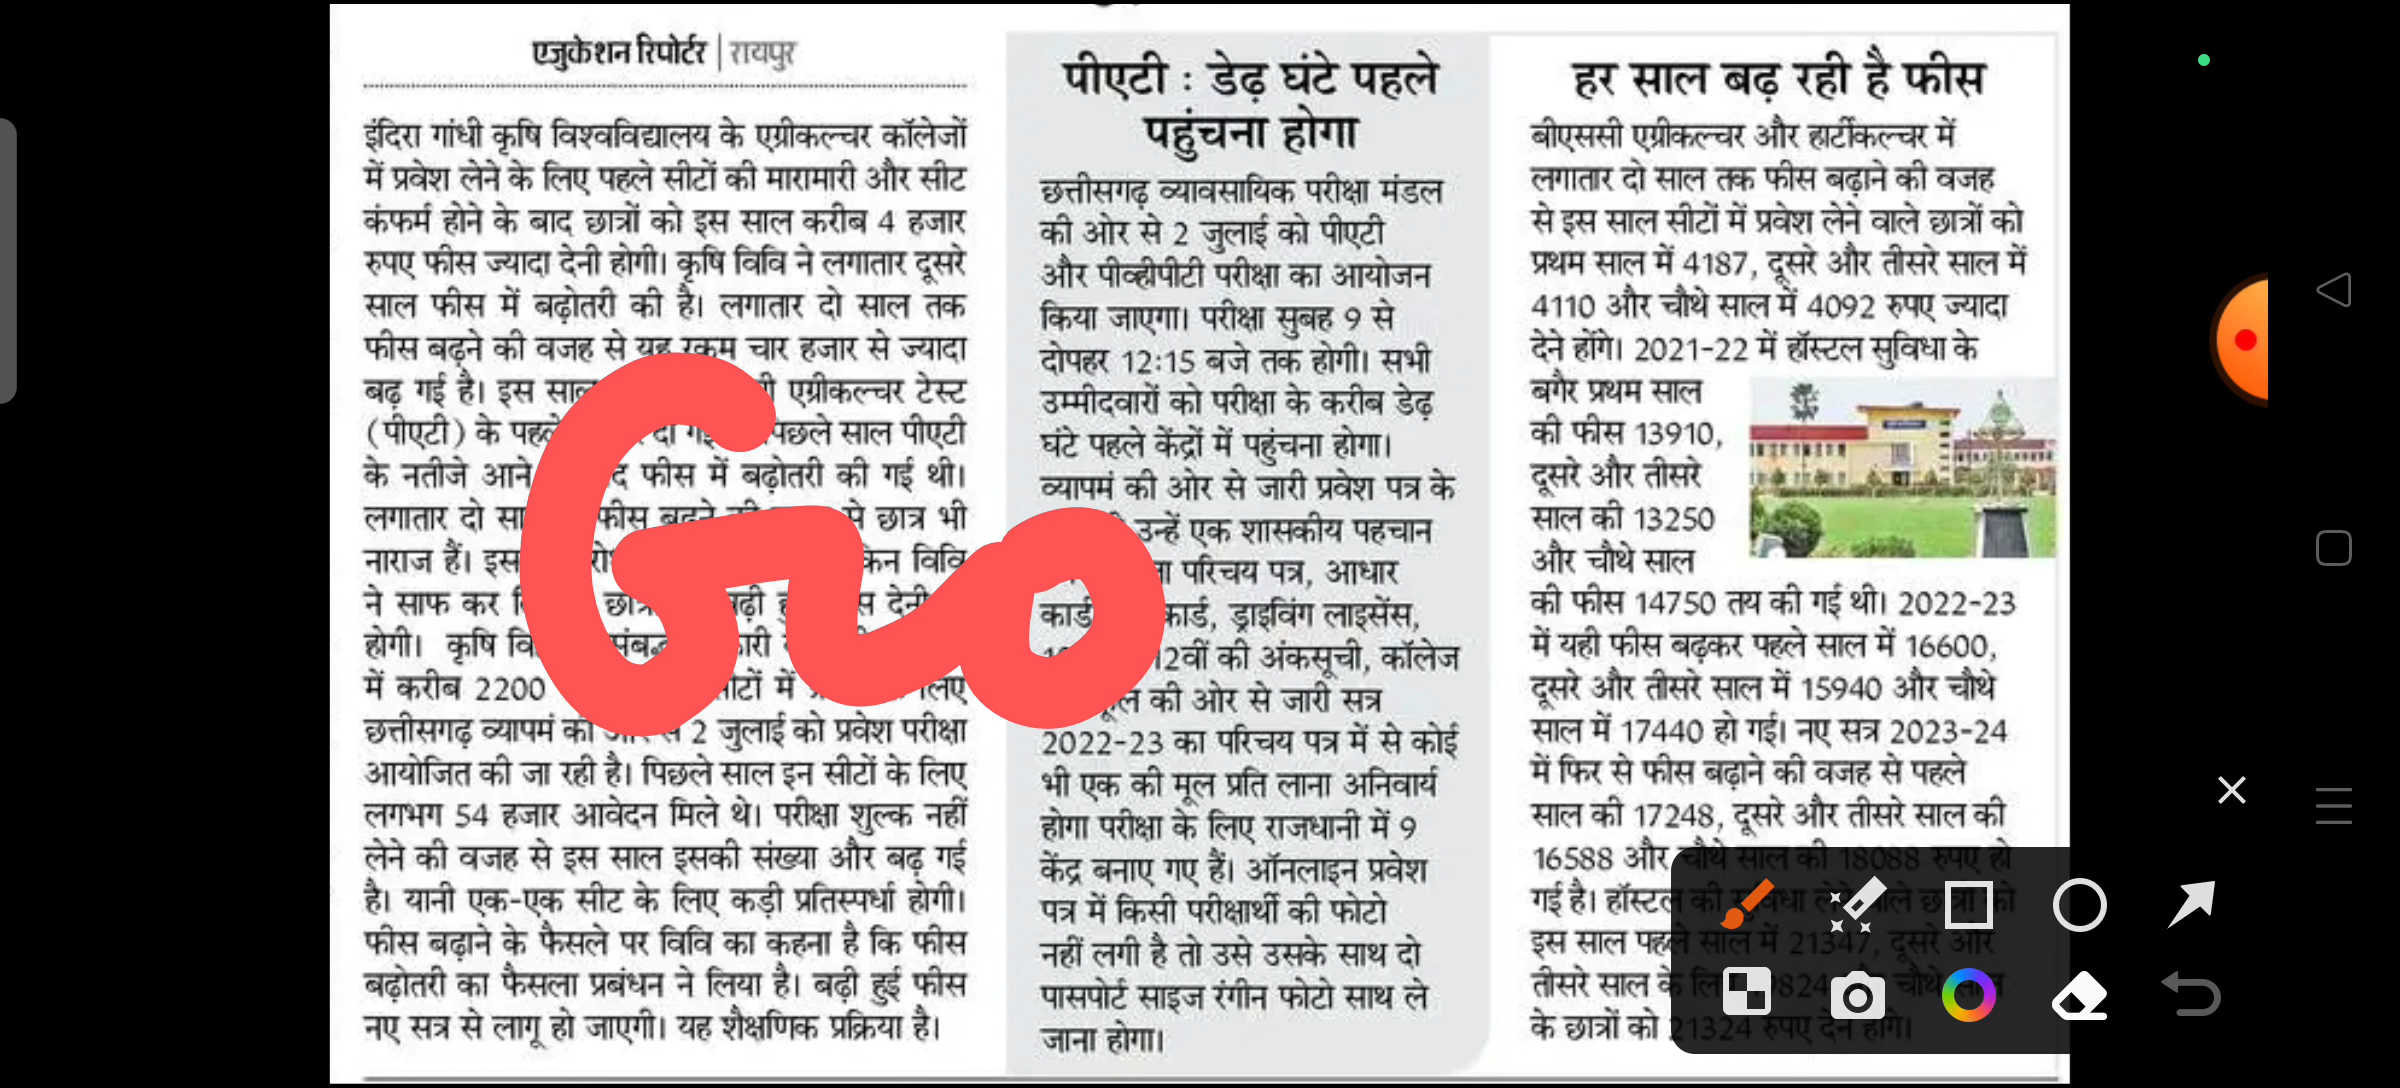 एजुकेशन रिपोर्टर | रायपुर
इंदिरा गांधी कृषि विश्वविद्यालय के एग्रीकल्चर कॉलेजों
में प्रवेश लेने के लिए पहले सीटों की मारामारी और सीट
कंफर्म होने के बाद छात्रों को इस साल करीब 4 हजार
रुपए फीस ज्यादा देनी होगी। कृषि विवि ने लगातार दूसरे
साल फीस में बढ़ोतरी की है। लगातार दो साल तक
फीस बढ़ने की वजह से यह रकम चार हजार से ज्यादा
बढ़ गई है। इस साल एग्रीकल्चर टेस्ट
(पीएटी) के पहले पिछले साल पीएटी
के नतीजे आने फीस में बढ़ोतरी की गई थी।
लगातार दो फीस बढ़ने से छात्र भी
नाराज हैं। इस विवि
ने साफ कर देनी
होगी। कृषि
में करीब 2200 सीटों में लिए
छत्तीसगढ़ व्यापमं की 2 जुलाई को प्रवेश परीक्षा
आयोजित की जा रही है। पिछले साल इन सीटों के लिए
लगभग 54 हजार आवेदन मिले थे। परीक्षा शुल्क नहीं
लेने की वजह से इस साल इसकी संख्या और बढ़ गई
है। यानी एक-एक सीट के लिए कड़ी प्रतिस्पर्धा होगी।
फीस बढ़ाने के फैसले पर विवि का कहना है कि फीस
बढ़ोतरी का फैसला प्रबंधन ने लिया है। बढ़ी हुई फीस
नए सत्र से लागू हो जाएगी। यह शैक्षणिक प्रक्रिया है।
पीएटी : डेढ़ घंटे पहले
पहुंचना होगा
छत्तीसगढ़ व्यावसायिक परीक्षा मंडल
की ओर से 2 जुलाई को पीएटी
और पीव्हीपीटी परीक्षा का आयोजन
किया जाएगा। परीक्षा सुबह 9 से
दोपहर 12:15 बजे तक होगी। सभी
उम्मीदवारों को परीक्षा के करीब डेढ़
घंटे पहले केंद्रों में पहुंचना होगा।
व्यापमं की ओर से जारी प्रवेश पत्र के
उन्हें एक शासकीय पहचान
परिचय पत्र, आधार
कार्ड कार्ड, ड्राइविंग लाइसेंस,
12वीं की अंकसूची, कॉलेज
की ओर से जारी सत्र
2022-23 का परिचय पत्र में से कोई
भी एक की मूल प्रति लाना अनिवार्य
होगा परीक्षा के लिए राजधानी में 9
केंद्र बनाए गए हैं। ऑनलाइन प्रवेश
पत्र में किसी परीक्षार्थी की फोटो
नहीं लगी है तो उसे उसके साथ दो
पासपोर्ट साइज रंगीन फोटो साथ ले
जाना होगा।
हर साल बढ़ रही है फीस
बीएससी एग्रीकल्चर और हार्टीकल्चर में
लगातार दो साल तक फीस बढ़ाने की वजह
से इस साल सीटों में प्रवेश लेने वाले छात्रों को
प्रथम साल में 4187, दूसरे और तीसरे साल में
4110 और चौथे साल में 4092 रुपए ज्यादा
देने होंगे। 2021-22 में हॉस्टल सुविधा के
बगैर प्रथम साल
की फीस 13910,
दूसरे और तीसरे
साल की 13250
और चौथे साल
की फीस 14750 तय की गई थी। 2022-23
में यही फीस बढ़कर पहले साल में 16600,
दूसरे और तीसरे साल में 15940 और चौथे
साल में 17440 हो गई। नए सत्र 2023-24
में फिर से फीस बढ़ाने की वजह से पहले
साल की 17248, दूसरे और तीसरे साल की
16588 और चौथे साल की 18088 रुपए हो
गई है। हॉस्टल की सुविधा लेने वाले छात्रों को
इस साल पहले साल में 21347, दूसरे और
तीसरे साल के चौथे साल
के छात्रों को 21324 रुपए देने होंगे।